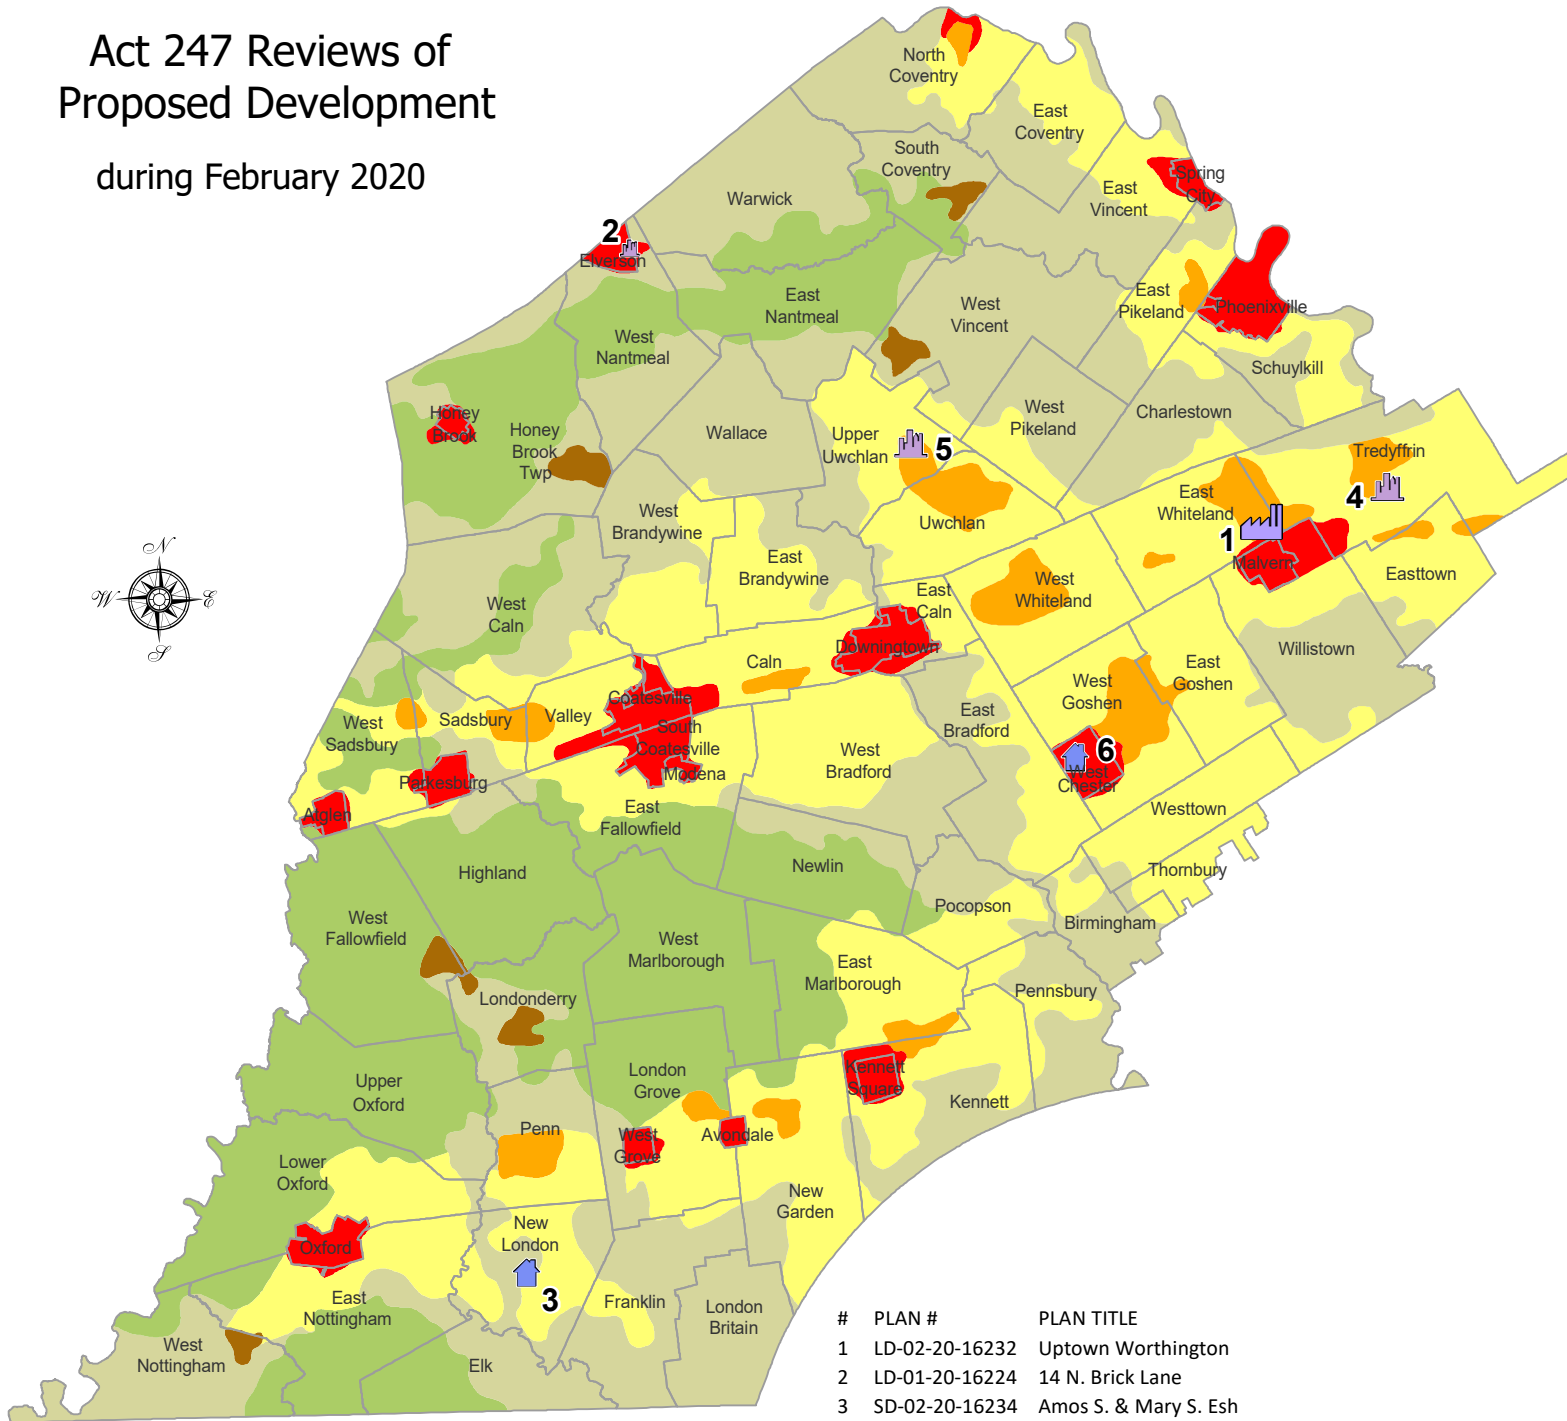 Act 247 Reviews of
Proposed Development
during February 2020
North
Coventry
East
Coventry
South
Coventry
Spring
City
Warwick
East
Vincent
2
Elverson
East
Nantmeal
West
Vincent
East
Pikeland
Phoenixville
West
Nantmeal
Schuylkill
Honey
Brook
Honey
Brook
Twp
Wallace
Upper
Uwchlan
5
West
Pikeland
Charlestown
Tredyffrin
4
East
Whiteland
1
Malvern
Uwchlan
West
Brandywine
East
Brandywine
West
Whiteland
Easttown
N
W
E
S
West
Caln
East
Caln
Downingtown
Willistown
Caln
West
Goshen
East
Goshen
Coatesville
Valley
Sadsbury
West
Sadsbury
South
Coatesville
Modena
East
Bradford
West
Bradford
6
West
Chester
Parkesburg
Atglen
East
Fallowfield
Westtown
Highland
Newlin
Thornbury
Pocopson
Birmingham
West
Fallowfield
West
Marlborough
East
Marlborough
Pennsbury
Londonderry
Upper
Oxford
London
Grove
Kennett
Square
Kennett
Penn
West
Grove
Avondale
Lower
Oxford
New
Garden
New
London
3
Oxford
East
Nottingham
Franklin
London
Britain
West
Nottingham
Elk
# PLAN # PLAN TITLE
1 LD-02-20-16232 Uptown Worthington
2 LD-01-20-16224 14 N. Brick Lane
3 SD-02-20-16234 Amos S. & Mary S. Esh